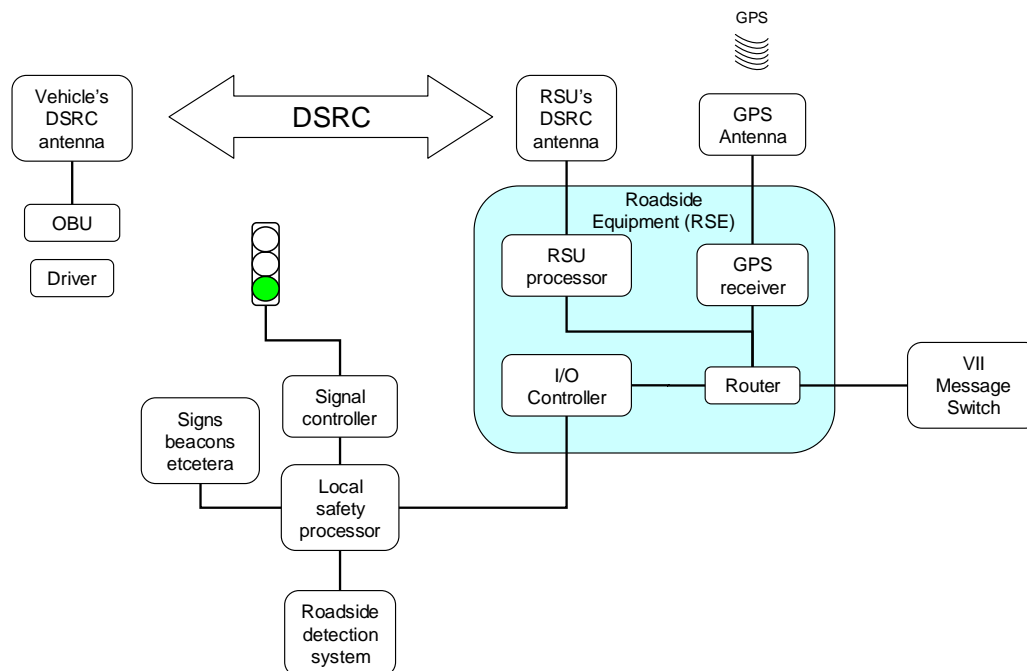 GPS
Vehicle's
DSRC
antenna
DSRC
RSU's
DSRC
antenna
GPS
Antenna
OBU
Driver
Roadside
Equipment (RSE)
RSU
processor
GPS
receiver
I/O
Controller
Router
VII
Message
Switch
Signal
controller
Signs
beacons
etcetera
Local
safety
processor
Roadside
detection
system